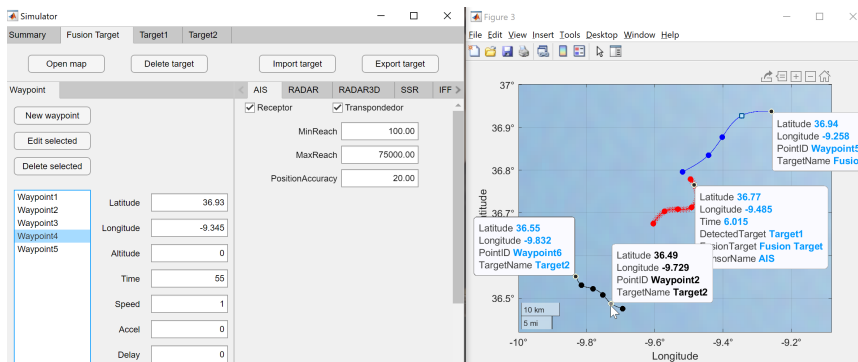 Simulator
Summary Fusion Target Target1 Target2
Open map Delete target Import target Export target
Waypoint
AIS RADAR RADAR3D SSR IFF
New waypoint
Edit selected
Delete selected
Receptor Transpondedor
MinReach 100.00
MaxReach 75000.00
PositionAccuracy 20.00
Waypoint1
Waypoint2
Waypoint3
Waypoint4
Waypoint5
Latitude 36.93
Longitude -9.345
Altitude 0
Time 55
Speed 1
Accel 0
Delay 0
Figure 3
File Edit View Insert Tools Desktop Window Help
37°
36.9°
36.8°
36.7°
36.5°
Latitude 36.94
Longitude -9.258
PointID Waypoint5
TargetName Fusio
Latitude 36.77
Longitude -9.485
Time 6.015
DetectedTarget Target1
usionTarget Fusion Target
nsorName AIS
Latitude 36.55
Longitude -9.832
PointID Waypoint6
TargetName Target2
Latitude 36.49
Longitude -9.729
PointID Waypoint2
TargetName Target2
10 km
5 mi
-10° -9.8° -9.6° -9.4° -9.2°
Longitude